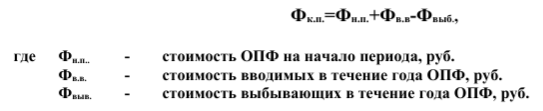 Фк.п.=Фн.п.+Фв.в-Фвыб.,
где Фн.п.. - стоимость ОПФ на начало периода, руб.
Фв.в. - стоимость вводимых в течение года ОПФ, руб.
Фвыв. - стоимость выбывающих в течение года ОПФ, руб.